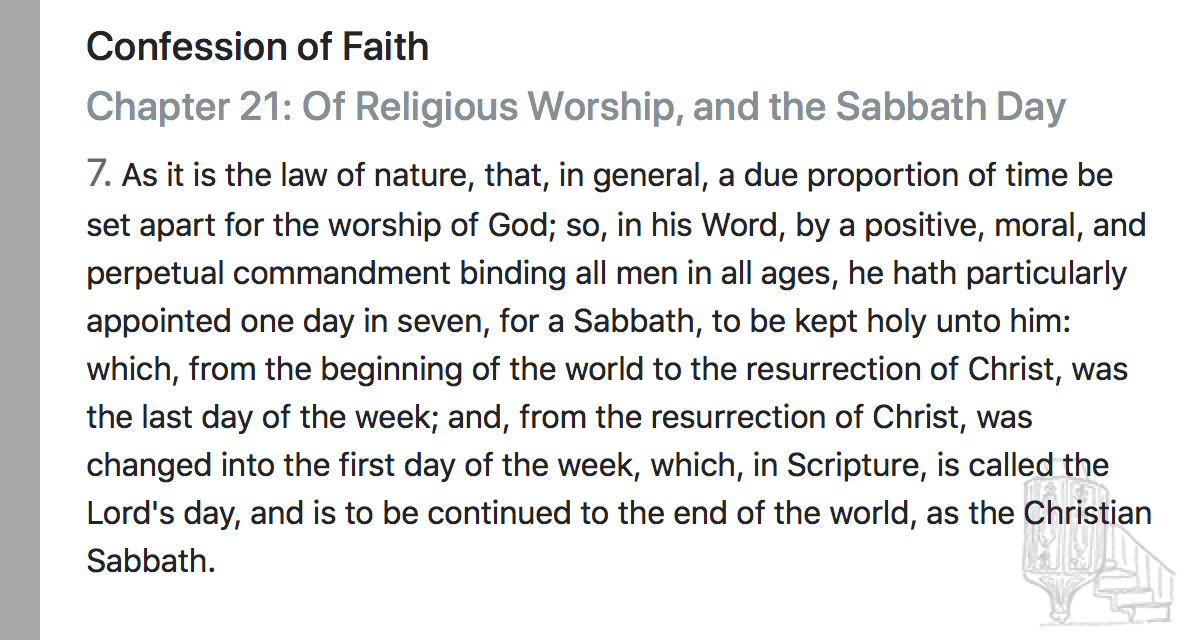 Confession of Faith
Chapter 21: Of Religious Worship, and the Sabbath Day
7. As it is the law of nature, that, in general, a due proportion of time be
set apart for the worship of God; so, in his Word, by a positive, moral, and
perpetual commandment binding all men in all ages, he hath particularly
appointed one day in seven, for a Sabbath, to be kept holy unto him:
which, from the beginning of the world to the resurrection of Christ, was
the last day of the week; and, from the resurrection of Christ, was
changed into the first day of the week, which, in Scripture, is called the
Lord's day, and is to be continued to the end of the world, as the Christian
Sabbath.